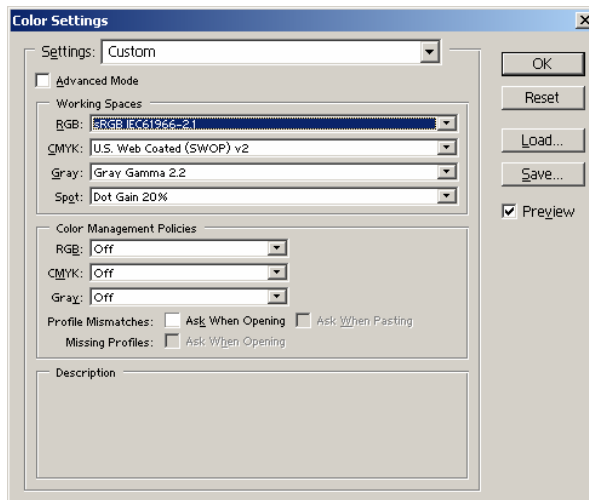 Color Settings
Settings: Custom
OK
Advanced Mode
Reset
Working Spaces
RGB: sRGB IEC61966-2.1
CMYK: U.S. Web Coated (SWOP) v2
Load...
Gray: Gray Gamma 2.2
Save...
Spot: Dot Gain 20%
Preview
Color Management Policies
RGB: Off
CMYK: Off
Gray: Off
Profile Mismatches: Ask When Opening Ask When Pasting
Missing Profiles: Ask When Opening
Description